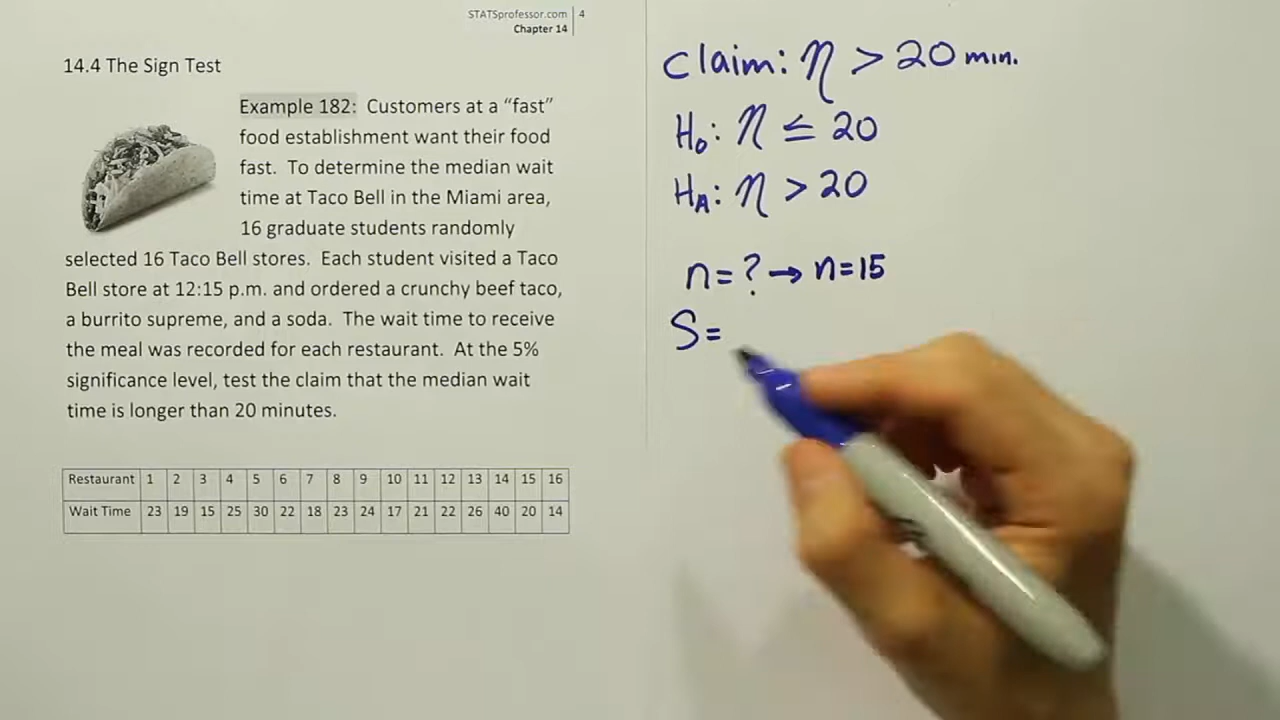 STATSprofessor.com 4
Chapter 14
14.4 The Sign Test
Example 182: Customers at a “fast”
food establishment want their food
fast. To determine the median wait
time at Taco Bell in the Miami area,
16 graduate students randomly
selected 16 Taco Bell stores. Each student visited a Taco
Bell store at 12:15 p.m. and ordered a crunchy beef taco,
a burrito supreme, and a soda. The wait time to receive
the meal was recorded for each restaurant. At the 5%
significance level, test the claim that the median wait
time is longer than 20 minutes.
Restaurant 1 2 3 4 5 6 7 8 9 10 11 12 13 14 15 16
Wait Time 23 19 15 25 30 22 18 23 24 17 21 22 26 40 20 14
Claim: η > 20 min.
H₀: η ≤ 20
Hₐ: η > 20
n = ? → n = 15
S =